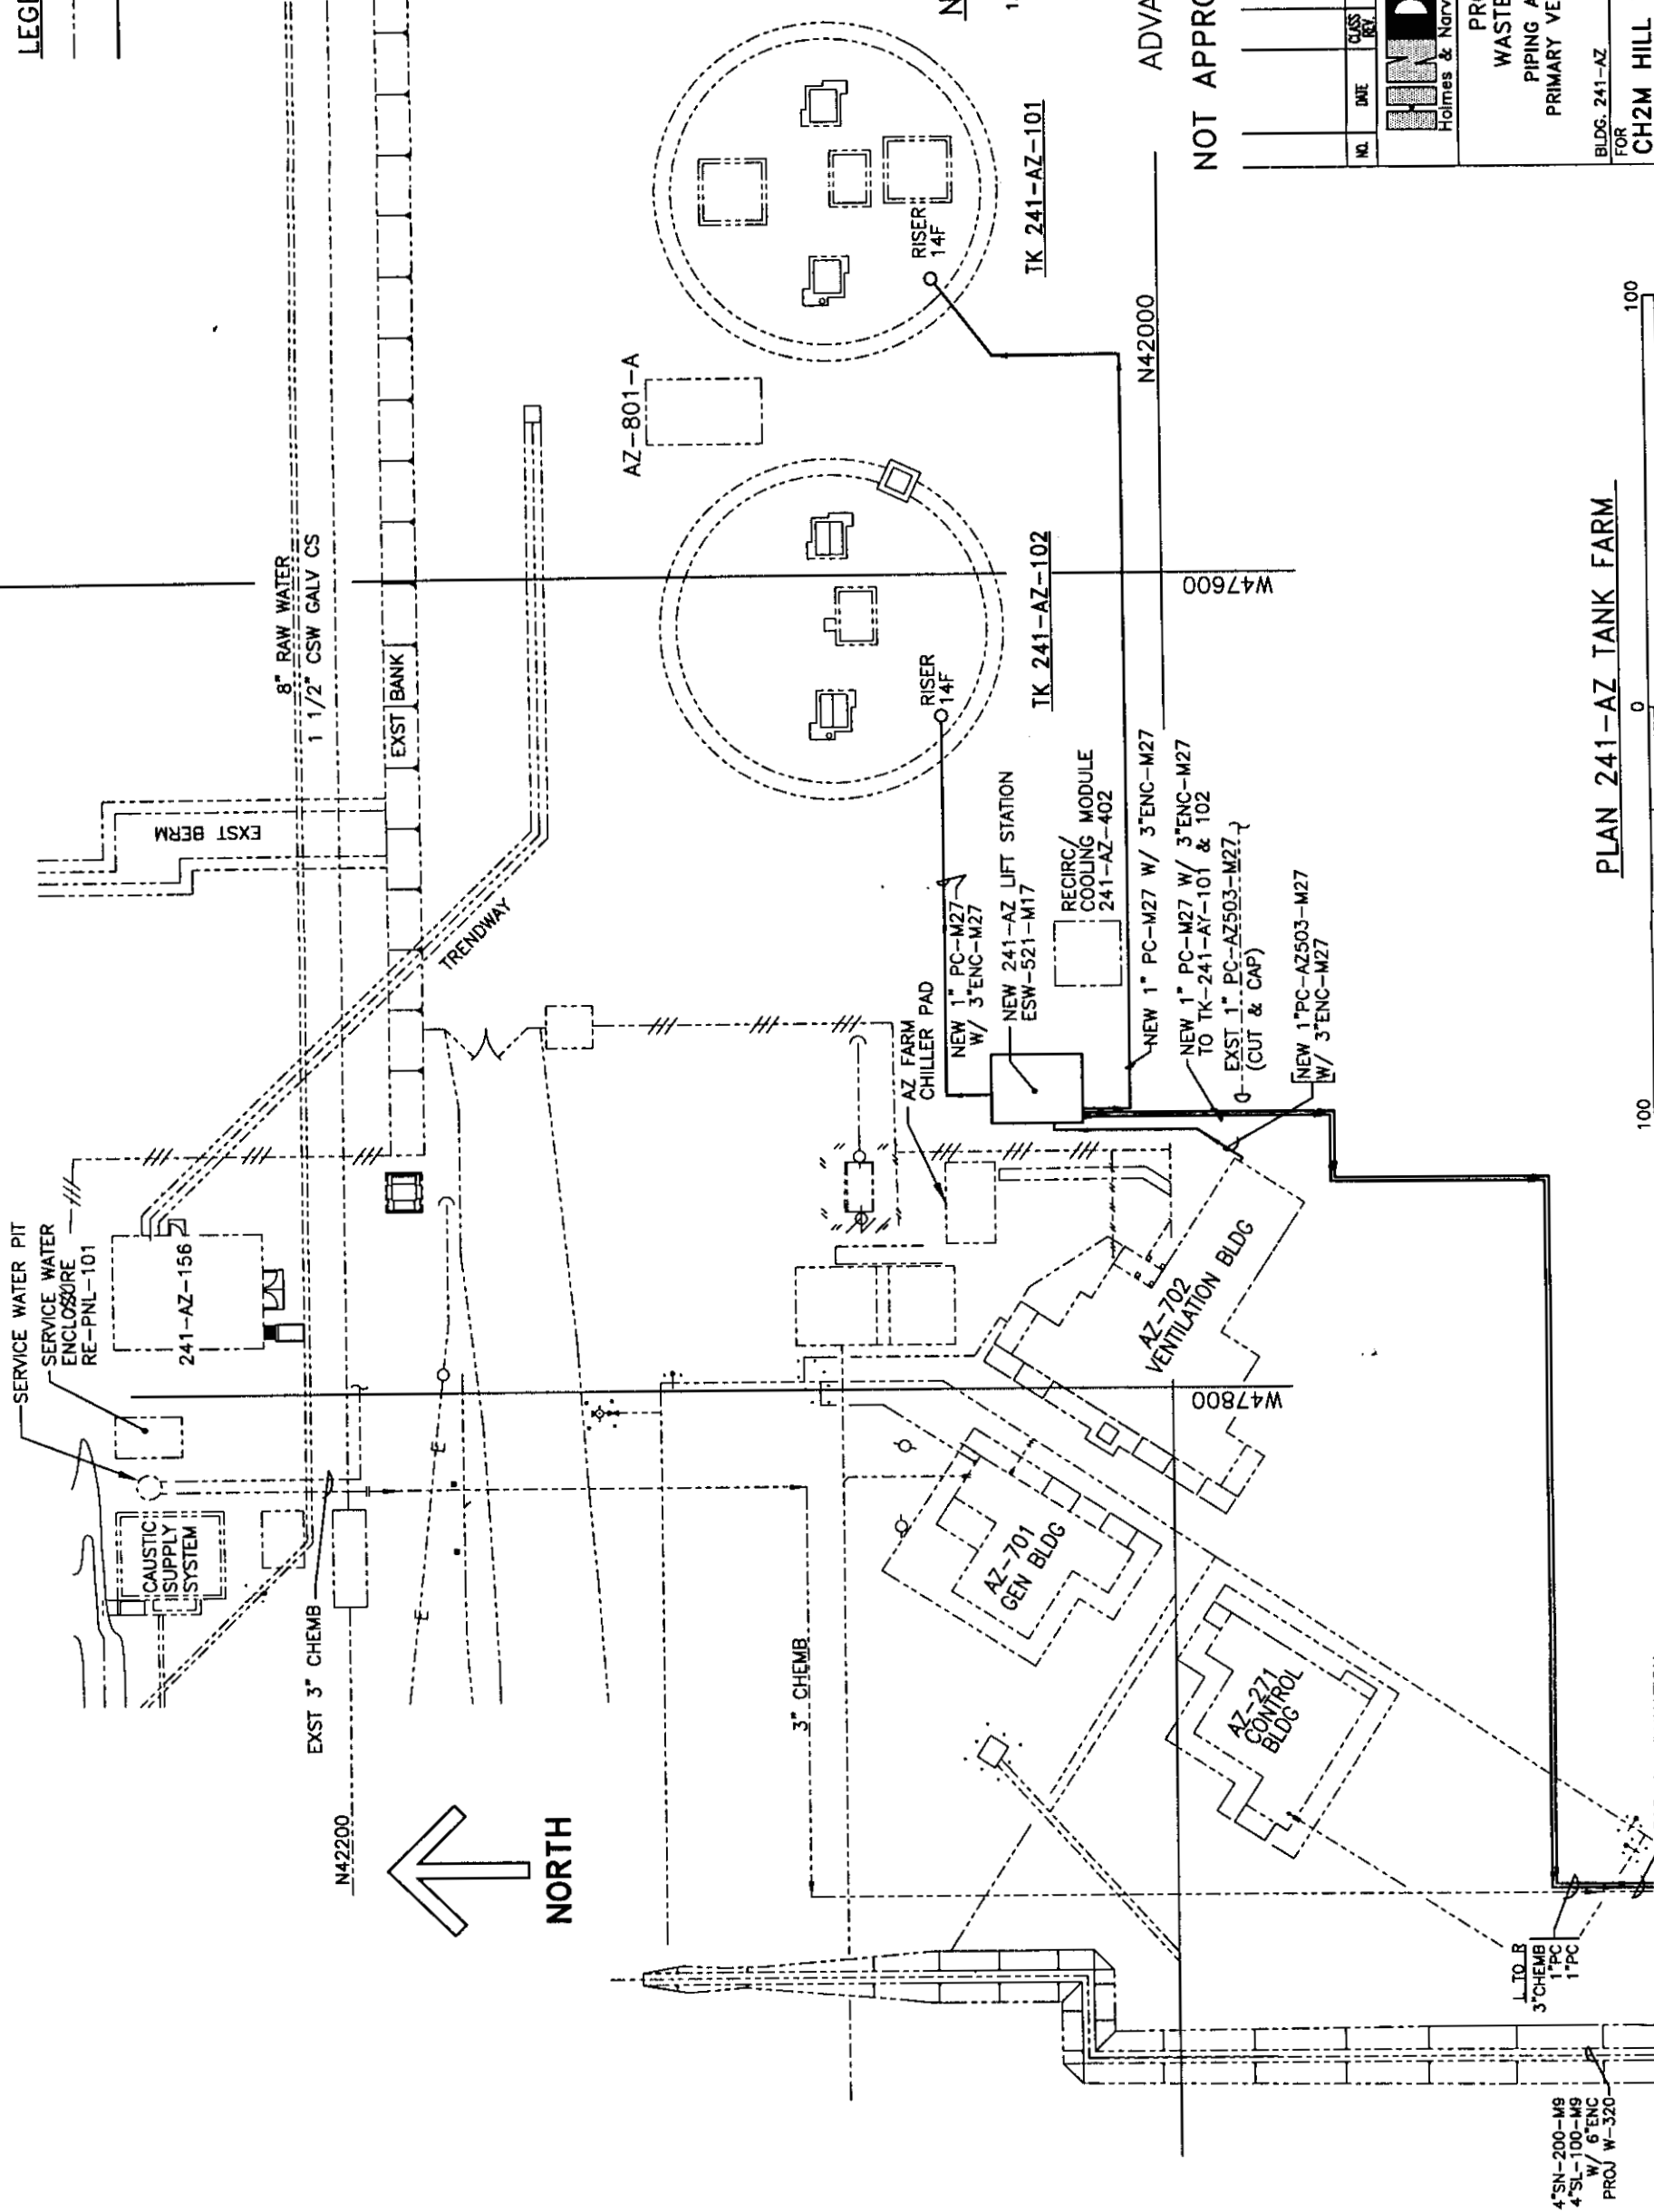 SERVICE WATER PIT
SERVICE WATER
ENCLOSURE
RE-PNL-101
241-AZ-156
CAUSTIC
SUPPLY
SYSTEM
EXST 3" CHEMB
N42200
NORTH
EXST BERM
TRENDWAY
8" RAW WATER
1 1/2" CSW GALV CS
EXST BANK
LEGE
AZ-801-A
RISER
14F
TK 241-AZ-102
RISER
14F
TK 241-AZ-101
N42000
W47600
W47800
E
E
3" CHEMB
AZ FARM
CHILLER PAD
NEW 1" PC-M27
W/ 3"ENC-M27
NEW 241-AZ LIFT STATION
ESW-521-M17
RECIRC/
COOLING MODULE
241-AZ-402
NEW 1" PC-M27 W/ 3"ENC-M27
NEW 1" PC-M27 W/ 3"ENC-M27
TO TK-241-AY-101 & 102
EXST 1" PC-AZ503-M27
(CUT & CAP)
NEW 1"PC-AZ503-M27
W/ 3"ENC-M27
AZ-702
VENTILATION BLDG
AZ-701
GEN BLDG
AZ-271
CONTROL
BLDG
L TO R
3"CHEMB
1"PC
1"PC
4"SN-200-M9
4"SL-100-M9
W/ 6"ENC
PROJ W-320
PLAN 241-AZ TANK FARM
100
0
100
N
1
ADVA
NOT APPRO
NO.
DATE
CLASS
REV.
HND
Holmes & Narv
PRO
WASTE
PIPING A
PRIMARY VE
BLDG. 241-AZ
FOR
CH2M HILL